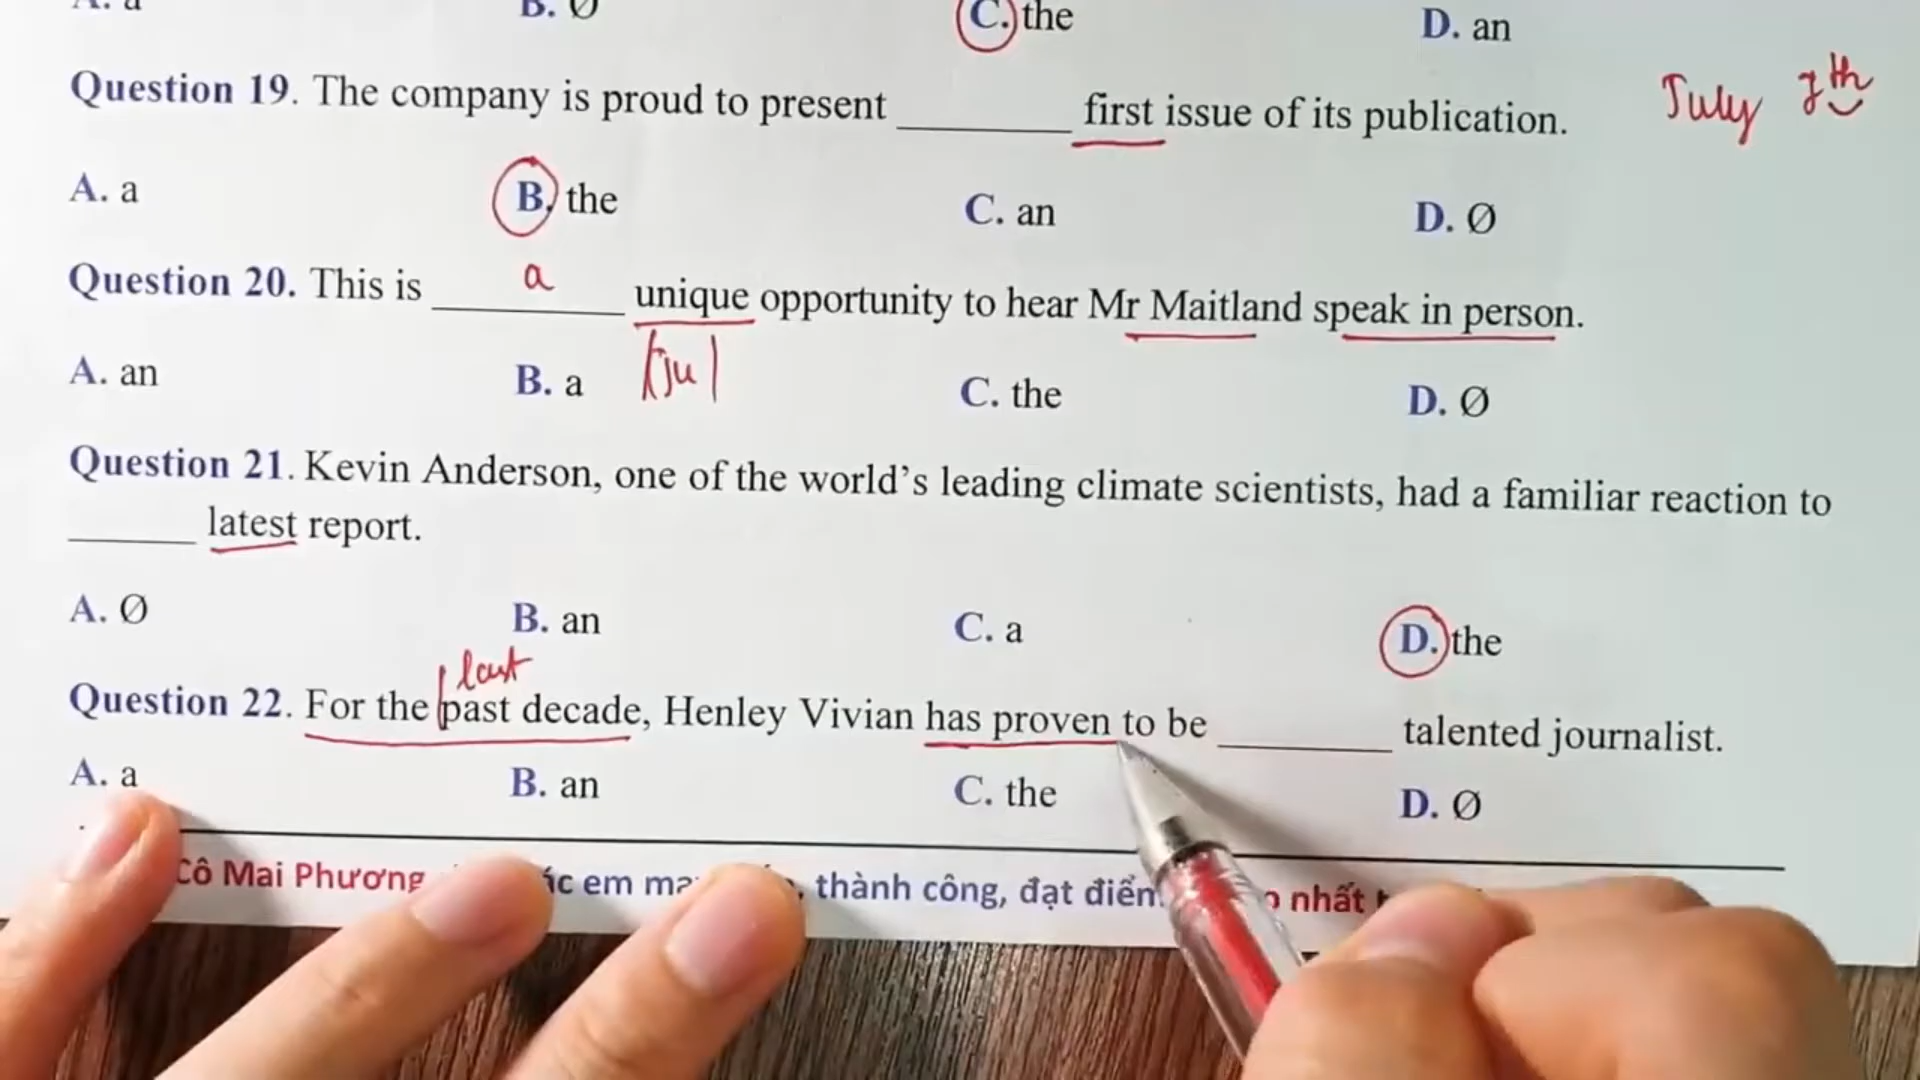 A. a B. Ø C. the D. an
Question 19. The company is proud to present ________ first issue of its publication.
July 7th
A. a B. the C. an D. Ø
Question 20. This is ____a____ unique opportunity to hear Mr Maitland speak in person.
A. an B. a /ju/ C. the D. Ø
Question 21. Kevin Anderson, one of the world’s leading climate scientists, had a familiar reaction to
______ latest report.
A. Ø B. an C. a D. the
last
Question 22. For the past decade, Henley Vivian has proven to be ________ talented journalist.
A. a B. an C. the D. Ø
Cô Mai Phương em thành công, đạt điểm nhất